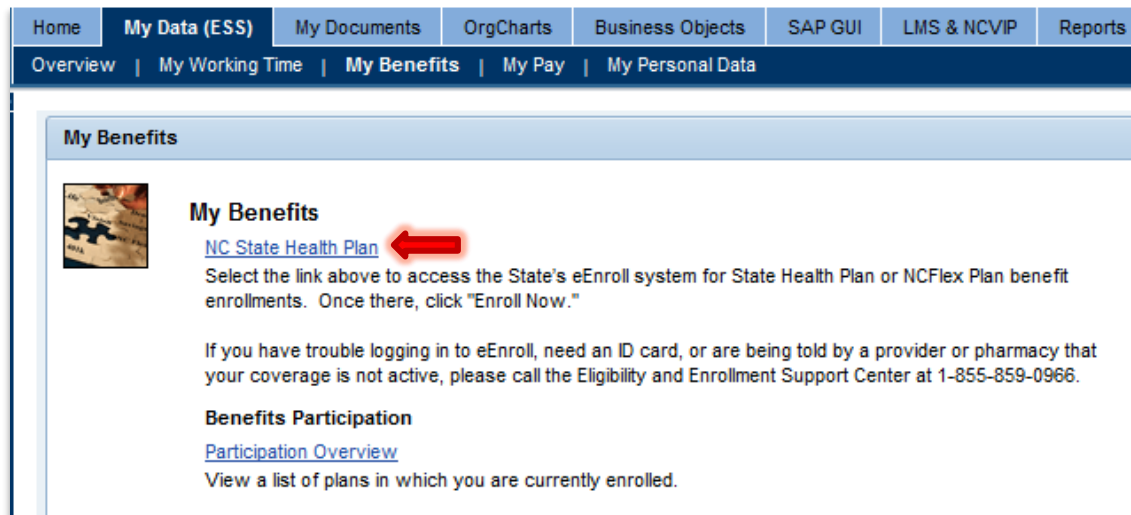 Home My Data (ESS) My Documents OrgCharts Business Objects SAP GUI LMS & NCVIP Reports
Overview | My Working Time | My Benefits | My Pay | My Personal Data
My Benefits
My Benefits
NC State Health Plan
Select the link above to access the State's eEnroll system for State Health Plan or NCFlex Plan benefit
enrollments. Once there, click "Enroll Now."
If you have trouble logging in to eEnroll, need an ID card, or are being told by a provider or pharmacy that
your coverage is not active, please call the Eligibility and Enrollment Support Center at 1-855-859-0966.
Benefits Participation
Participation Overview
View a list of plans in which you are currently enrolled.